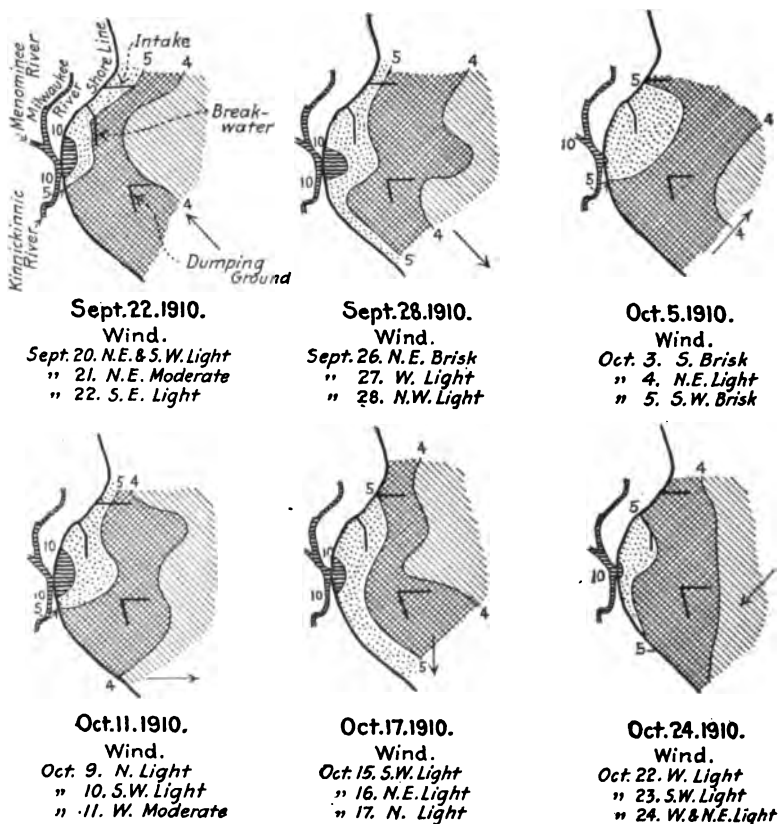 Menominee River
Milwaukee River
Shore Line
Intake
5
4
10
Break-
water
10
5
4
Kinnickinnic
River
Dumping
Ground
5
4
10
10
4
5
5
4
10
5
4
Sept. 22. 1910.
Wind.
Sept. 20. N.E. & S.W. Light
" 21. N.E. Moderate
" 22. S.E. Light
Sept. 28. 1910.
Wind.
Sept. 26. N.E. Brisk
" 27. W. Light
" 28. N.W. Light
Oct. 5. 1910.
Wind.
Oct. 3. S. Brisk
" 4. N.E. Light
" 5. S.W. Brisk
5 4
10
10
5
4
5
4
10
10
4
5
4
5
10
5
Oct. 11. 1910.
Wind.
Oct. 9. N. Light
" 10. S.W. Light
" 11. W. Moderate
Oct. 17. 1910.
Wind.
Oct. 15. S.W. Light
" 16. N.E. Light
" 17. N. Light
Oct. 24. 1910.
Wind.
Oct. 22. W. Light
" 23. S.W. Light
" 24. W. & N.E. Light